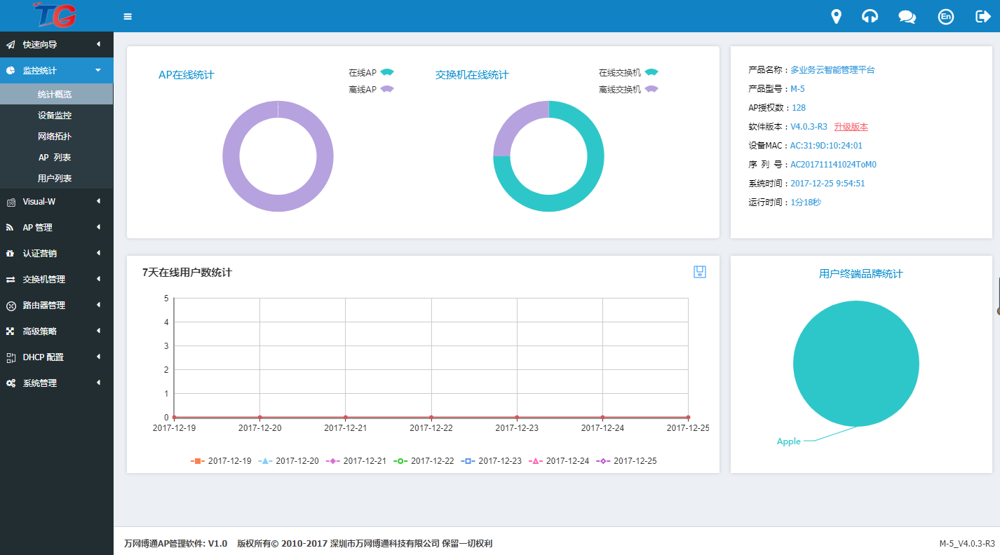 TG
En
快速向导
监控统计
统计概览
设备监控
网络拓扑
AP 列表
用户列表
Visual-W
AP 管理
认证营销
交换机管理
路由器管理
高级策略
DHCP 配置
系统管理
AP在线统计
在线AP
离线AP
交换机在线统计
在线交换机
离线交换机
产品名称：多业务云智能管理平台
产品型号：M-5
AP授权数：128
软件版本：V4.0.3-R3 升级版本
设备MAC：AC:31:9D:10:24:01
序 列 号：AC201711141024ToM0
系统时间：2017-12-25 9:54:51
运行时间：1分18秒
7天在线用户数统计
5
4
3
2
1
0
2017-12-19 2017-12-20 2017-12-21 2017-12-22 2017-12-23 2017-12-24 2017-12-25
2017-12-19 2017-12-20 2017-12-21 2017-12-22 2017-12-23 2017-12-24 2017-12-25
用户终端品牌统计
Apple
万网博通AP管理软件: V1.0 版权所有© 2010-2017 深圳市万网博通科技有限公司 保留一切权利
M-5_V4.0.3-R3